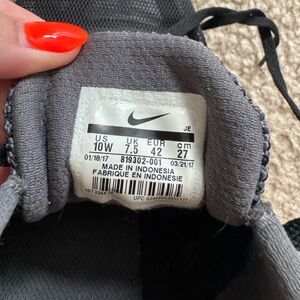 JE
US UK EUR cm
10W 7.5 42 27
01/18/17 819302-001 03/21/17
MADE IN INDONESIA
FABRIQUE EN INDONESIE
UPC